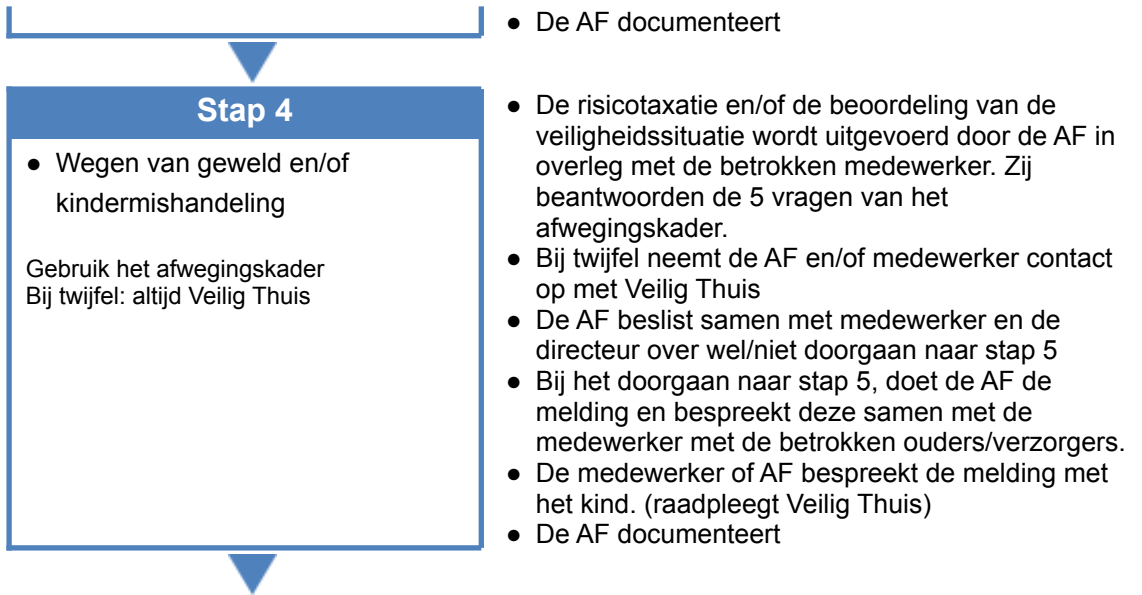 ● De AF documenteert
Stap 4
● Wegen van geweld en/of
kindermishandeling
Gebruik het afwegingskader
Bij twijfel: altijd Veilig Thuis
● De risicotaxatie en/of de beoordeling van de
veiligheidssituatie wordt uitgevoerd door de AF in
overleg met de betrokken medewerker. Zij
beantwoorden de 5 vragen van het
afwegingskader.
● Bij twijfel neemt de AF en/of medewerker contact
op met Veilig Thuis
● De AF beslist samen met medewerker en de
directeur over wel/niet doorgaan naar stap 5
● Bij het doorgaan naar stap 5, doet de AF de
melding en bespreekt deze samen met de
medewerker met de betrokken ouders/verzorgers.
● De medewerker of AF bespreekt de melding met
het kind. (raadpleegt Veilig Thuis)
● De AF documenteert